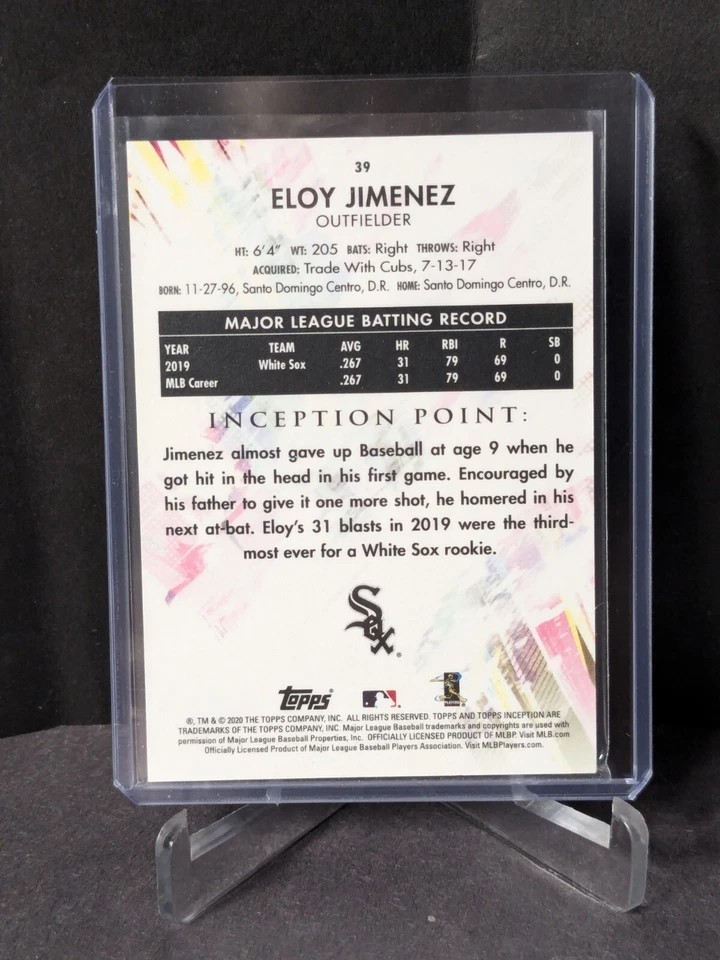 39
ELOY JIMENEZ
OUTFIELDER
HT: 6'4" WT: 205 BATS: Right THROWS: Right
ACQUIRED: Trade With Cubs, 7-13-17
BORN: 11-27-96, Santo Domingo Centro, D.R. HOME: Santo Domingo Centro, D.R.
MAJOR LEAGUE BATTING RECORD
YEAR TEAM AVG HR RBI R SB
2019 White Sox .267 31 79 69 0
MLB Career .267 31 79 69 0
INCEPTION POINT:
Jimenez almost gave up Baseball at age 9 when he
got hit in the head in his first game. Encouraged by
his father to give it one more shot, he homered in his
next at-bat. Eloy's 31 blasts in 2019 were the third-
most ever for a White Sox rookie.
Sox®
Topps®
®, TM & © 2020 THE TOPPS COMPANY, INC. ALL RIGHTS RESERVED. TOPPS AND TOPPS INCEPTION ARE
TRADEMARKS OF THE TOPPS COMPANY, INC. Major League Baseball trademarks and copyrights are used with
permission of Major League Baseball Properties, Inc. OFFICIALLY LICENSED PRODUCT OF MLBP. Visit MLB.com
Officially Licensed Product of Major League Baseball Players Association. Visit MLBPlayers.com.